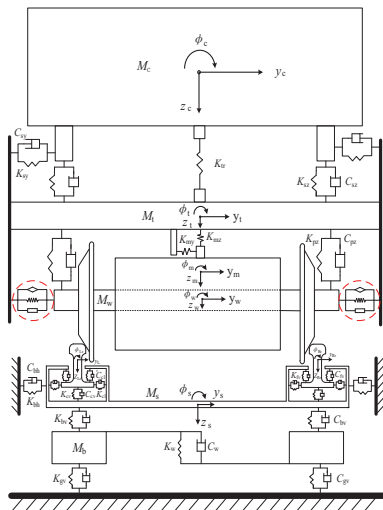 ϕc
Mc yc
zc
Csy
Ksy Ktr Ksz Csz
Mt ϕt yt
zt
Kmy Kmz
Kpz Cpz
ϕm
ym
zm
Mw ϕw yw
zw
Chh
Khh
Ms ϕs ys
zs
Kbv Cbv
Mb Kw Cw
Kgv Cgv